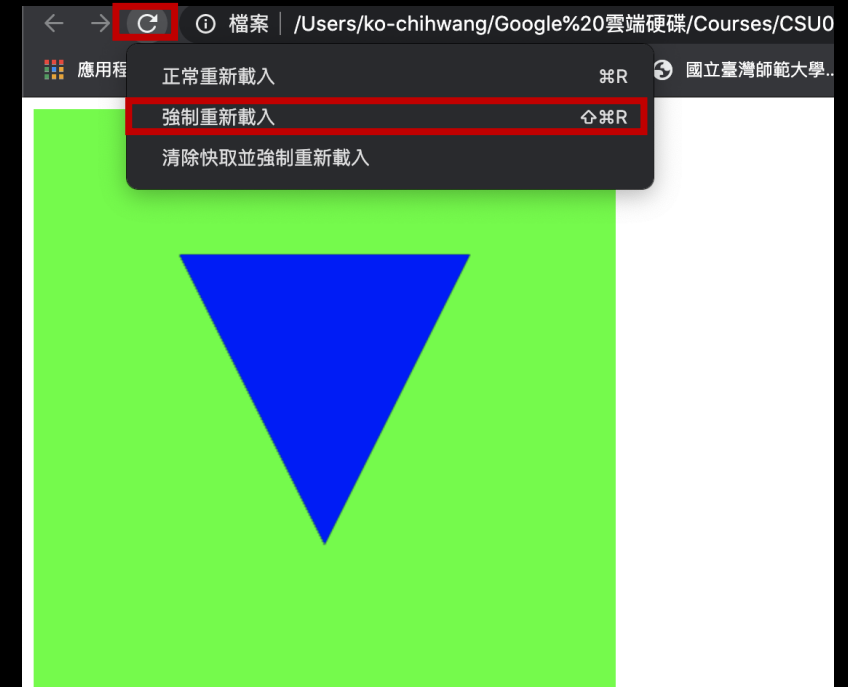 檔案 | /Users/ko-chihwang/Google%20雲端硬碟/Courses/CSU0
應用程
國立臺灣師範大學...
正常重新載入 ⌘R
強制重新載入 ⇧⌘R
清除快取並強制重新載入